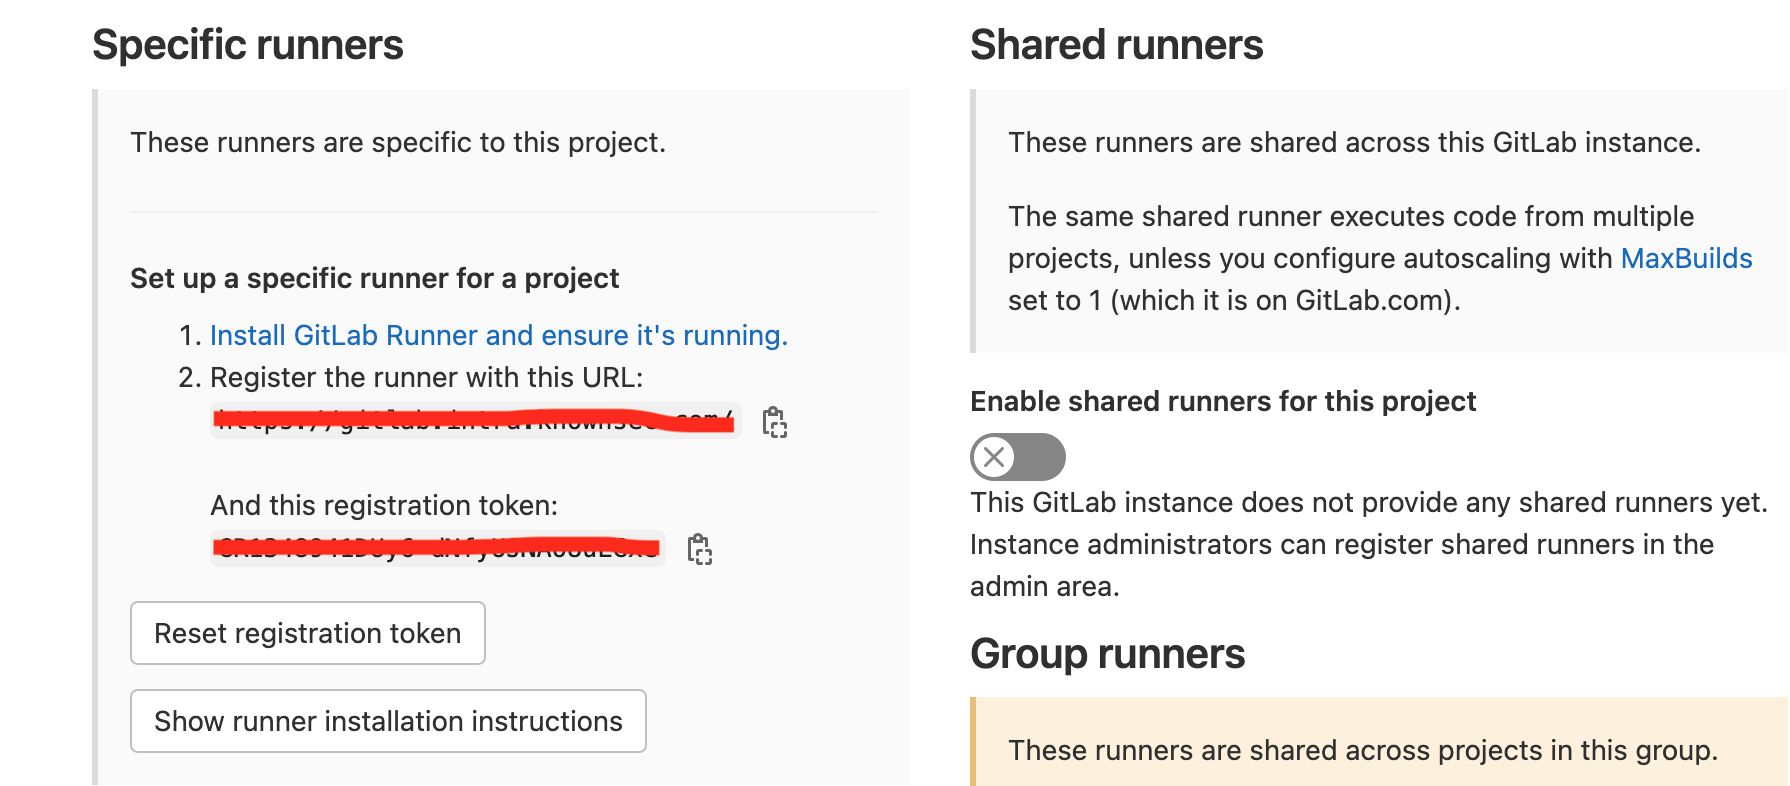 Specific runners
These runners are specific to this project.
Set up a specific runner for a project
1. Install GitLab Runner and ensure it's running.
2. Register the runner with this URL:
And this registration token:
Reset registration token
Show runner installation instructions
Shared runners
These runners are shared across this GitLab instance.
The same shared runner executes code from multiple
projects, unless you configure autoscaling with MaxBuilds
set to 1 (which it is on GitLab.com).
Enable shared runners for this project
This GitLab instance does not provide any shared runners yet.
Instance administrators can register shared runners in the
admin area.
Group runners
These runners are shared across projects in this group.